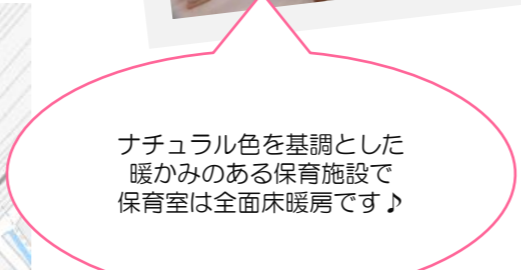 ナチュラル色を基調とした
暖かみのある保育施設で
保育室は全面床暖房です♪